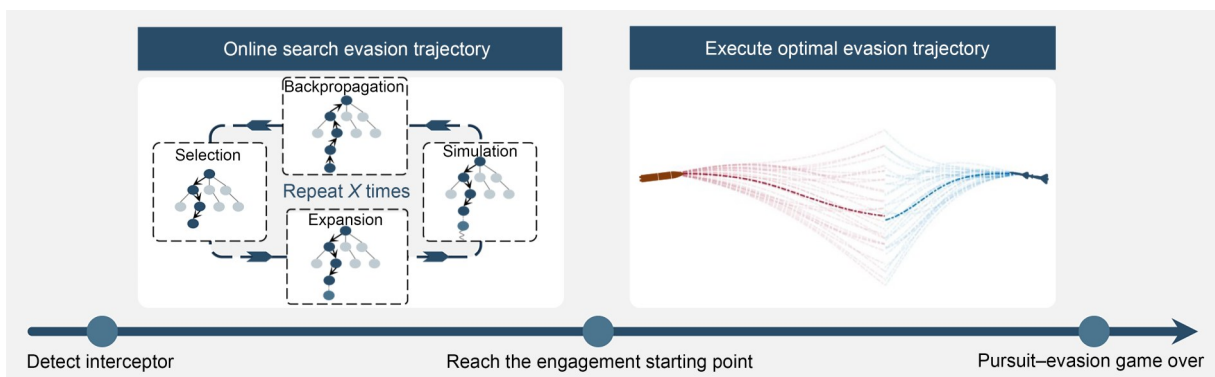 Online search evasion trajectory
Execute optimal evasion trajectory
Backpropagation
Selection
Simulation
Repeat X times
Expansion
Detect interceptor
Reach the engagement starting point
Pursuit–evasion game over